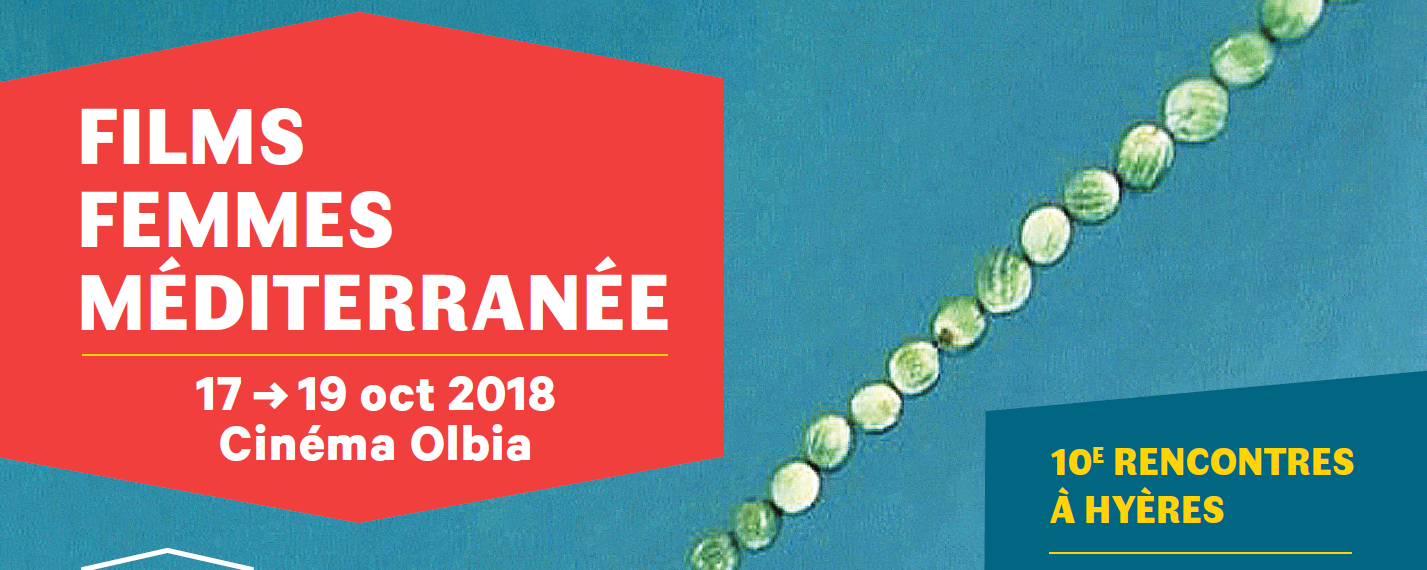 FILMS
FEMMES
MÉDITERRANÉE
17 → 19 oct 2018
Cinéma Olbia
10ᴱ RENCONTRES
À HYÈRES